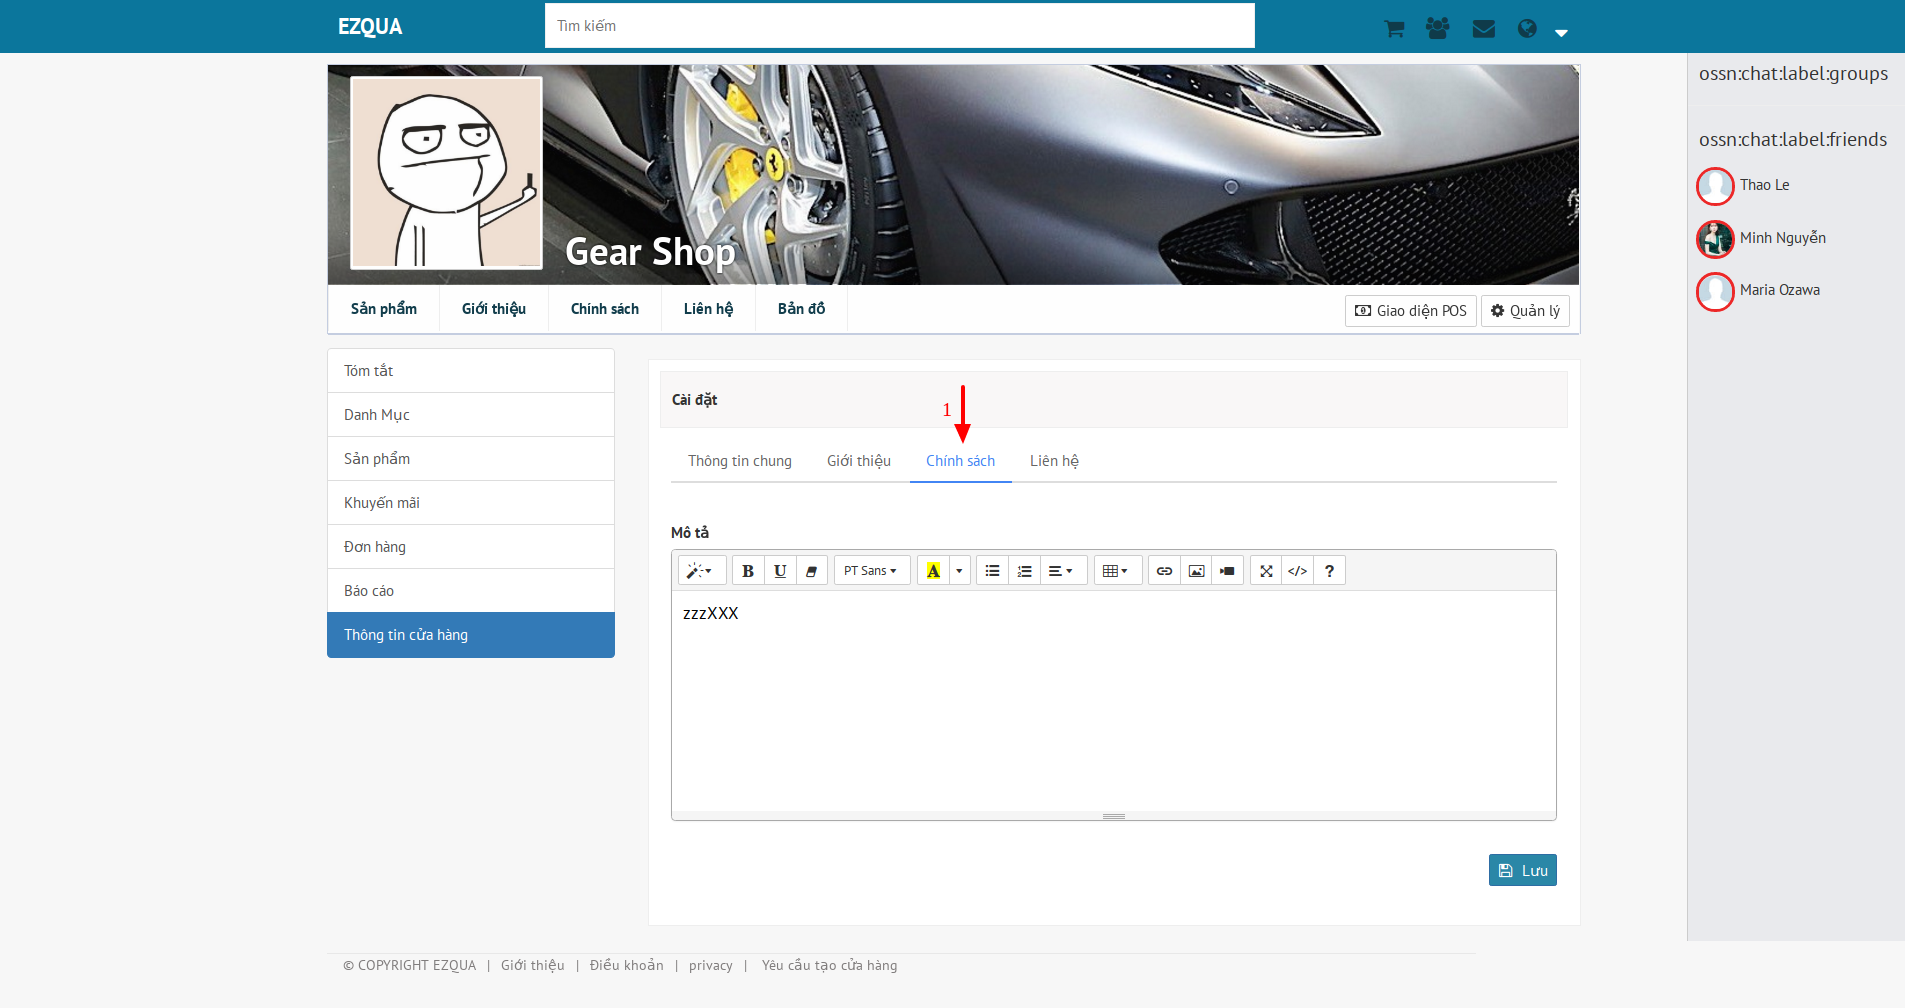 EZQUA
Tìm kiếm
Gear Shop
Sản phẩm
Giới thiệu
Chính sách
Liên hệ
Bản đồ
Giao diện POS
Quản lý
Tóm tắt
Danh Mục
Sản phẩm
Khuyến mãi
Đơn hàng
Báo cáo
Thông tin cửa hàng
Cài đặt
1
Thông tin chung
Giới thiệu
Chính sách
Liên hệ
Mô tả
B
U
PT Sans
A
</>
?
zzzXXX
Lưu
ossn:chat:label:groups
ossn:chat:label:friends
Thao Le
Minh Nguyễn
Maria Ozawa
© COPYRIGHT EZQUA | Giới thiệu | Điều khoản | privacy | Yêu cầu tạo cửa hàng